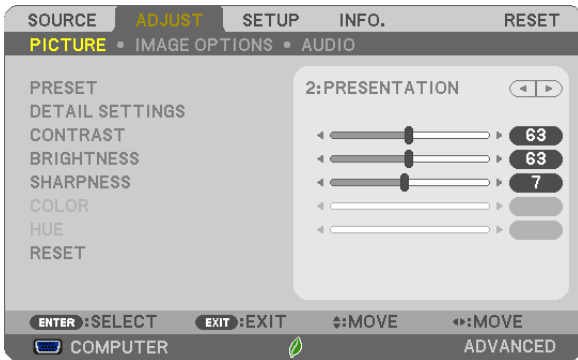 SOURCE ADJUST SETUP INFO. RESET
PICTURE • IMAGE OPTIONS • AUDIO
PRESET 2:PRESENTATION
DETAIL SETTINGS
CONTRAST 63
BRIGHTNESS 63
SHARPNESS 7
COLOR
HUE
RESET
ENTER :SELECT EXIT :EXIT :MOVE :MOVE
COMPUTER ADVANCED